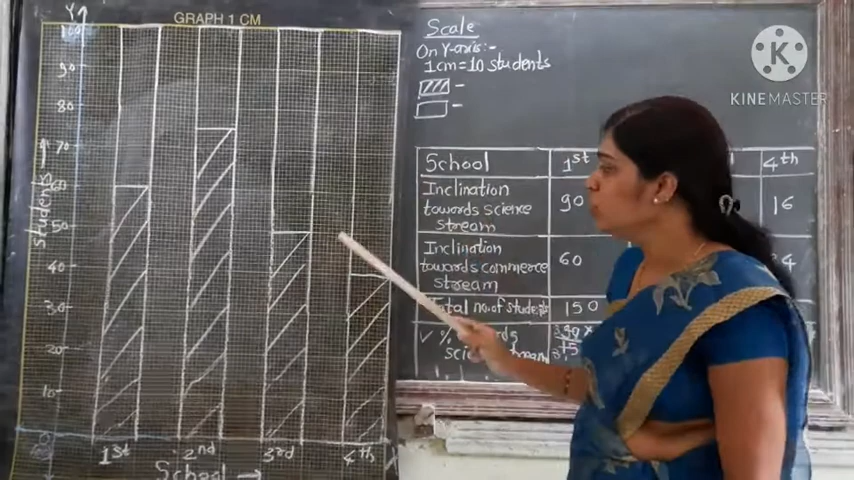 GRAPH 1 CM
Y
100
90
80
70
60
50
40
30
20
10
0
students →
1st 2nd 3rd 4th
School →
Scale
On Y-axis:-
1cm=10 students
School 1st 4th
Inclination towards Science stream 90 16
Inclination towards commerce stream 60
Total no. of students 150
✓ %
stream
KINEMASTER